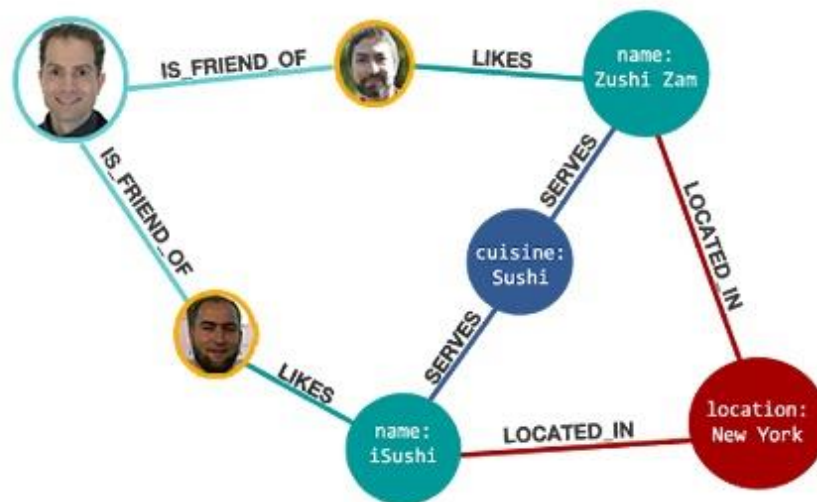 IS_FRIEND_OF
LIKES
name:
Zushi Zam
IS_FRIEND_OF
SERVES
LOCATED_IN
cuisine:
Sushi
SERVES
LIKES
name:
iSushi
LOCATED_IN
location:
New York